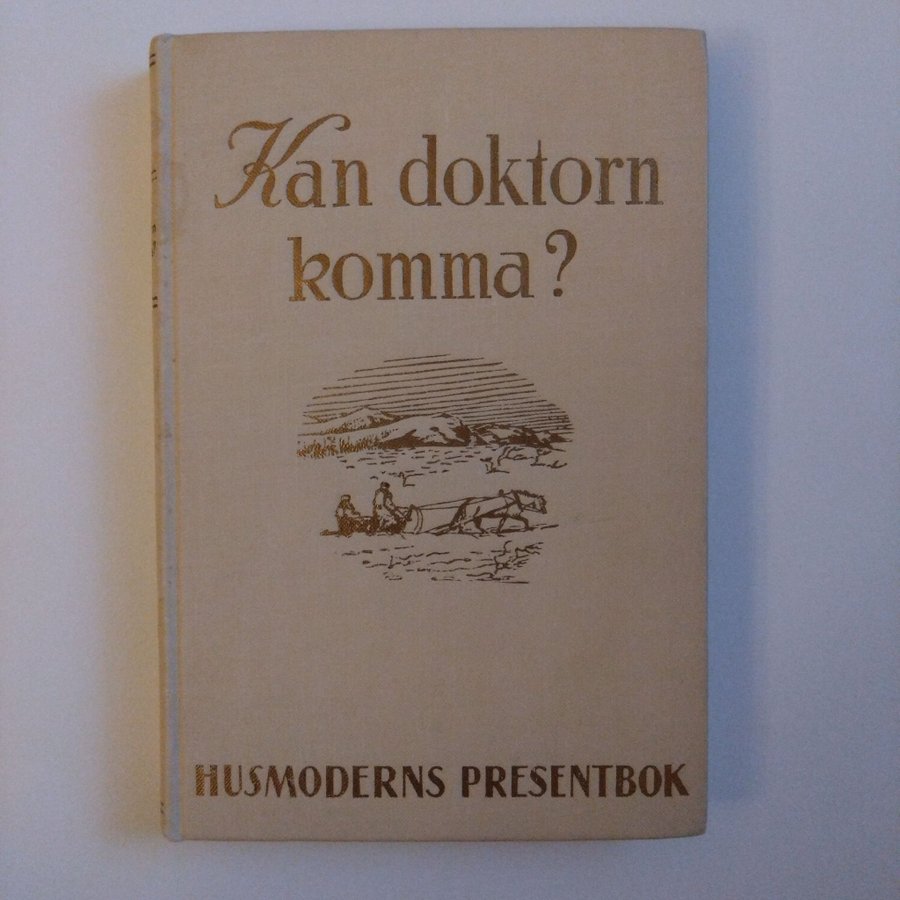 Kan doktorn
komma?
HUSMODERNS PRESENTBOK